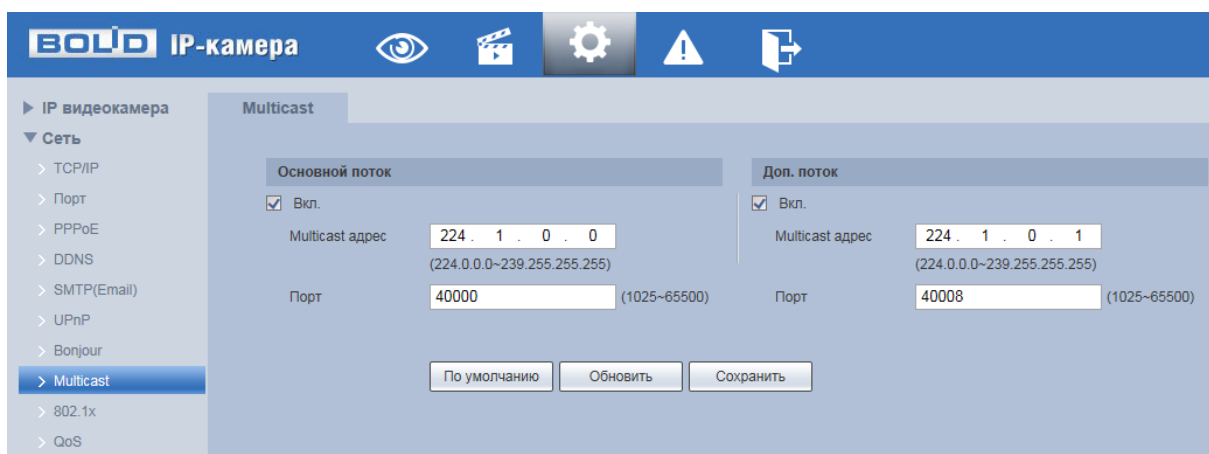 BOLID IP-камера
IP видеокамера
Сеть
TCP/IP
Порт
PPPoE
DDNS
SMTP(Email)
UPnP
Bonjour
Multicast
802.1x
QoS
Multicast
Основной поток
Вкл.
Multicast адрес 224 . 1 . 0 . 0
(224.0.0.0~239.255.255.255)
Порт 40000 (1025~65500)
Доп. поток
Вкл.
Multicast адрес 224 . 1 . 0 . 1
(224.0.0.0~239.255.255.255)
Порт 40008 (1025~65500)
По умолчанию Обновить Сохранить